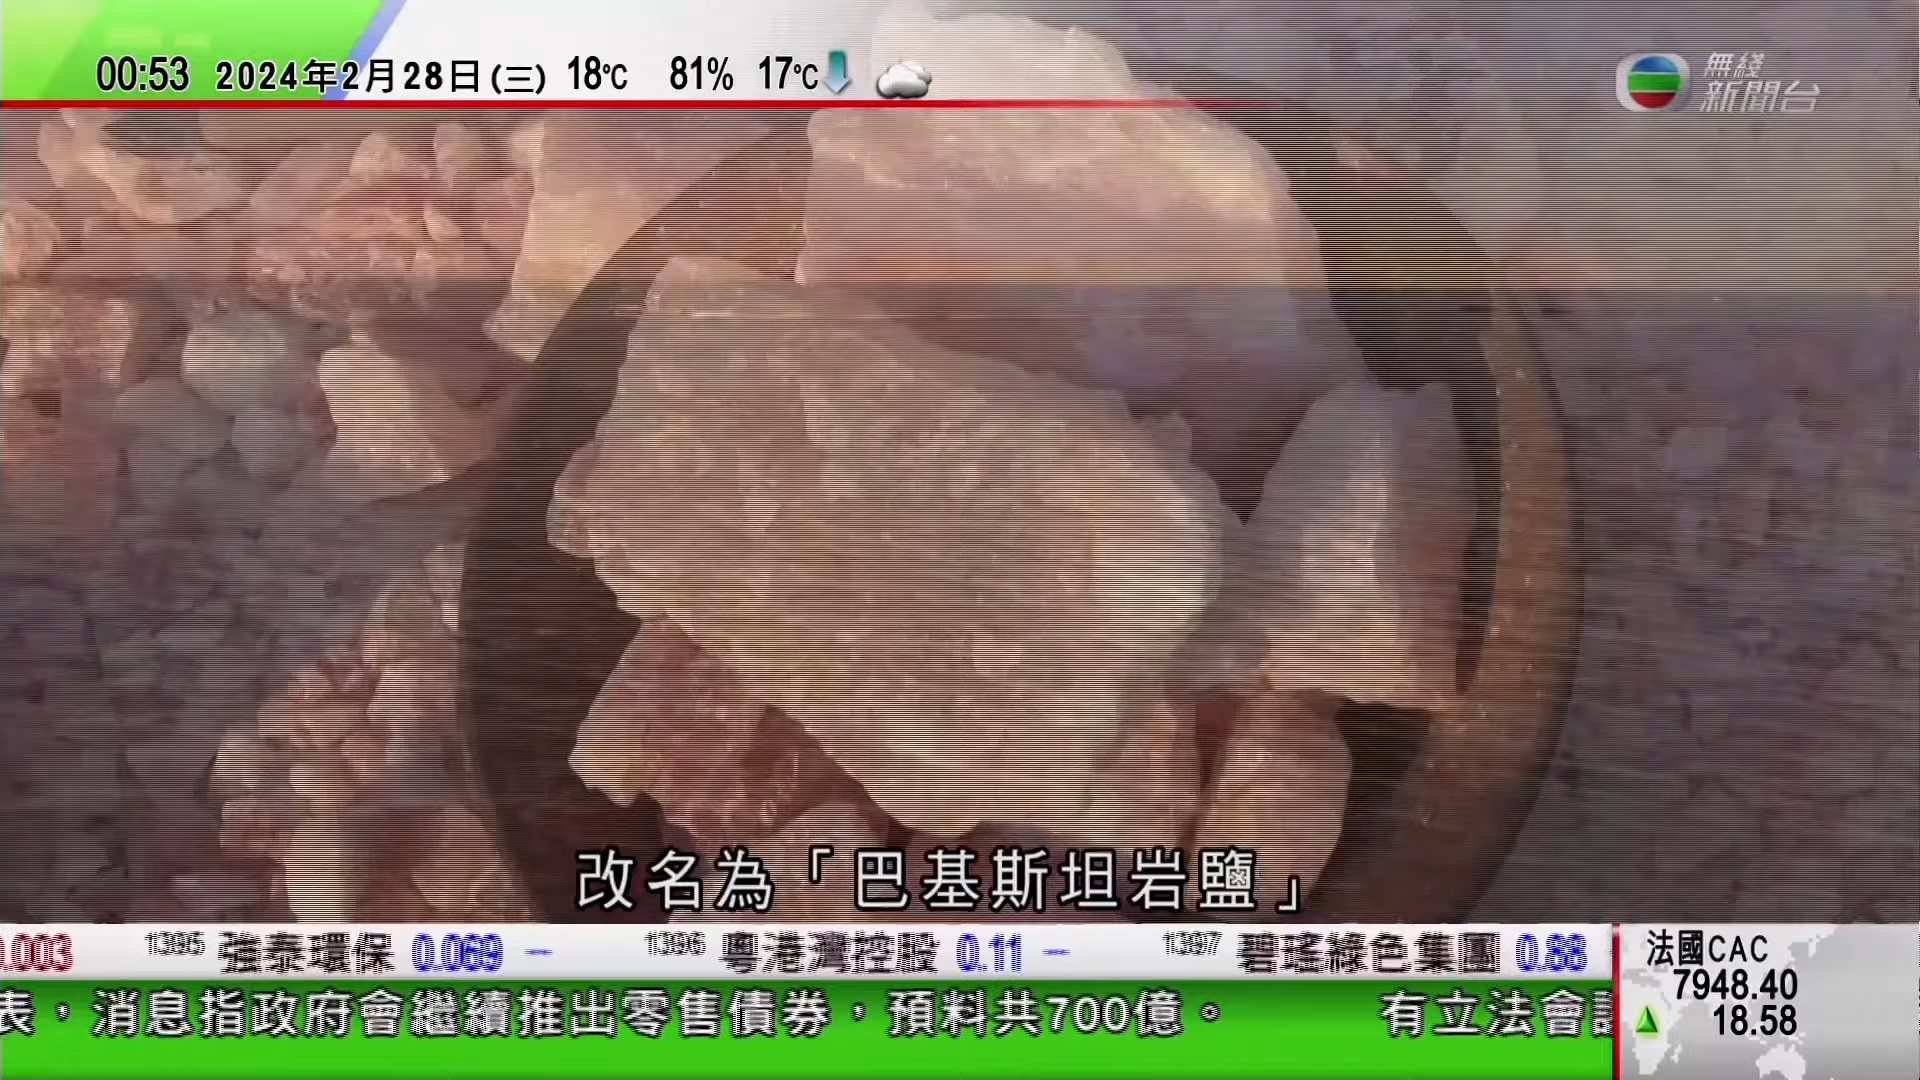 00:53 2024年2月28日(三) 18℃ 81% 17℃
無綫
新聞台
改名為「巴基斯坦岩鹽」
0.003 1395 強泰環保 0.069 — 1396 粵港灣控股 0.11 — 1397 碧瑤綠色集團 0.88
表，消息指政府會繼續推出零售債券，預料共700億。 有立法會
法國CAC
7948.40
18.58